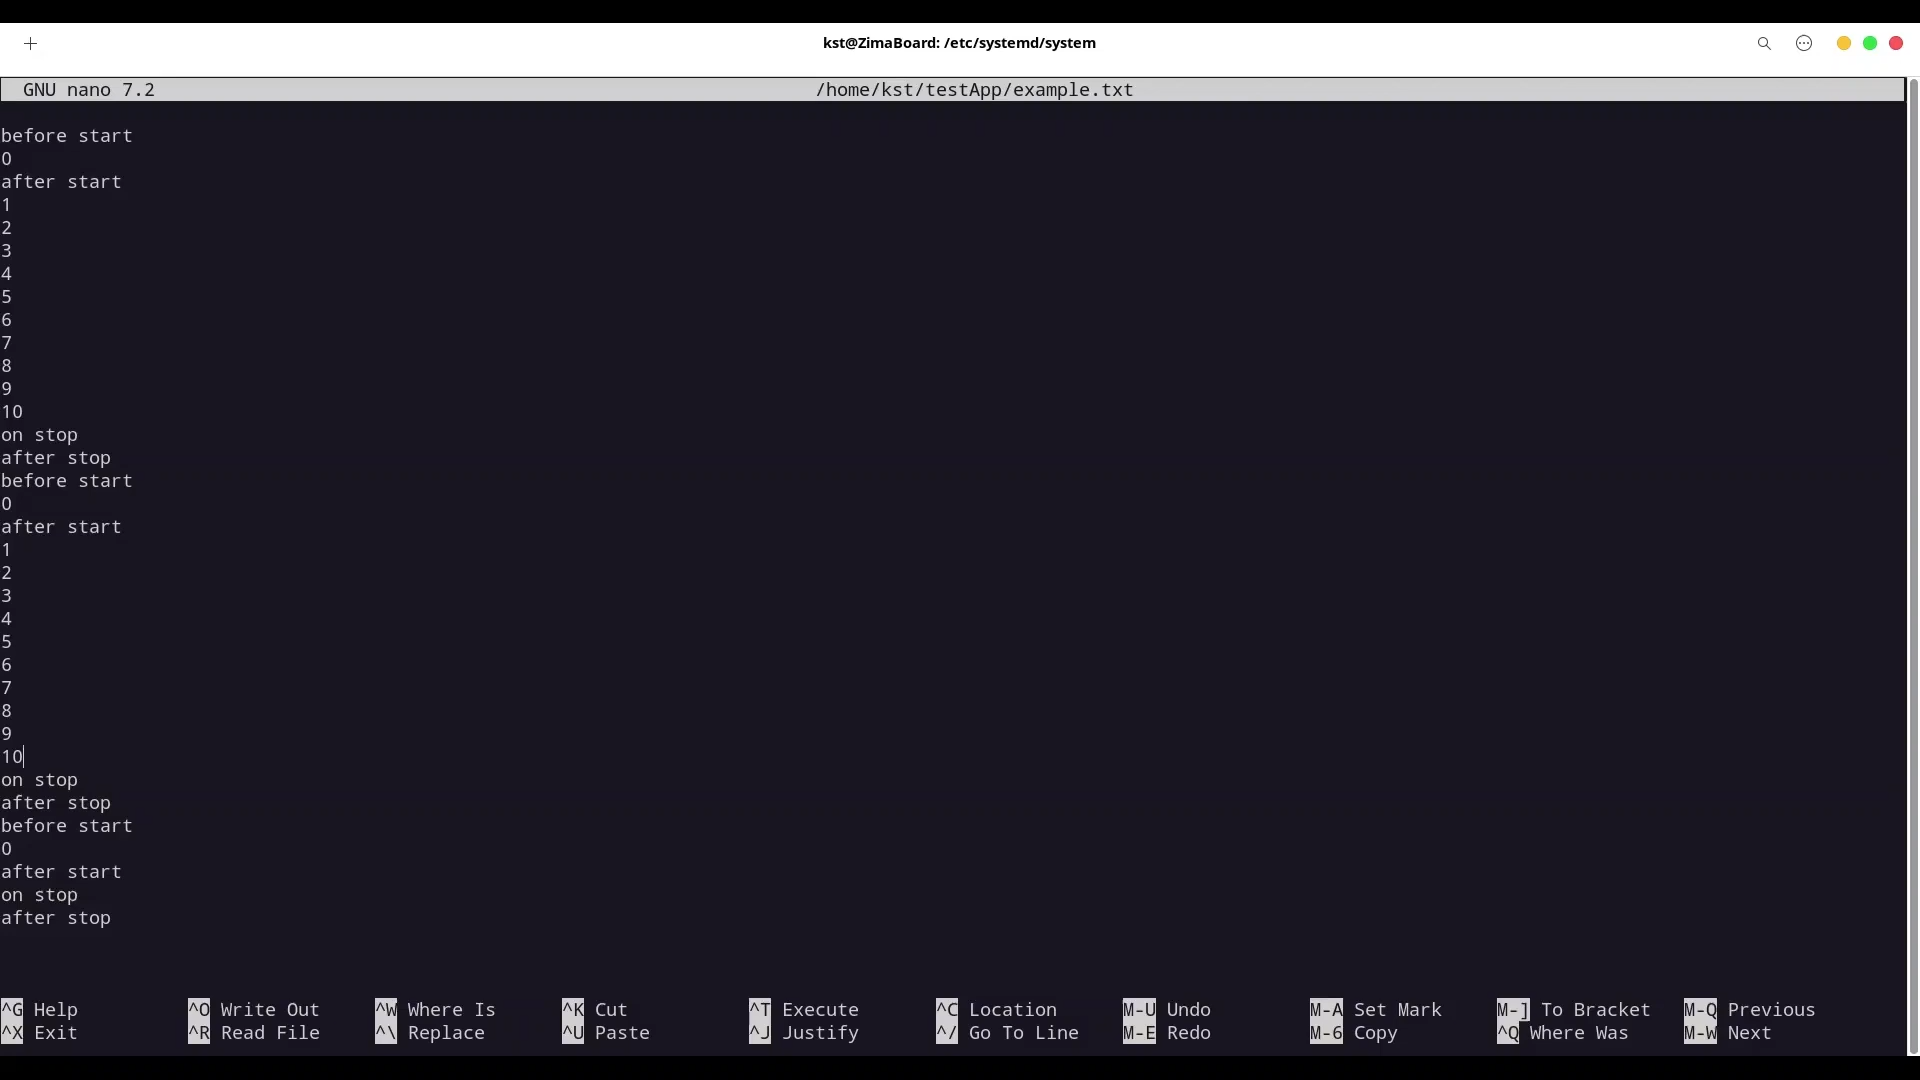 kst@ZimaBoard: /etc/systemd/system
GNU nano 7.2 /home/kst/testApp/example.txt
before start
0
after start
1
2
3
4
5
6
7
8
9
10
on stop
after stop
before start
0
after start
1
2
3
4
5
6
7
8
9
10
on stop
after stop
before start
0
after start
on stop
after stop
^G Help ^O Write Out ^W Where Is ^K Cut ^T Execute ^C Location M-U Undo M-A Set Mark M-] To Bracket M-Q Previous
^X Exit ^R Read File ^\ Replace ^U Paste ^J Justify ^/ Go To Line M-E Redo M-6 Copy ^Q Where Was M-W Next